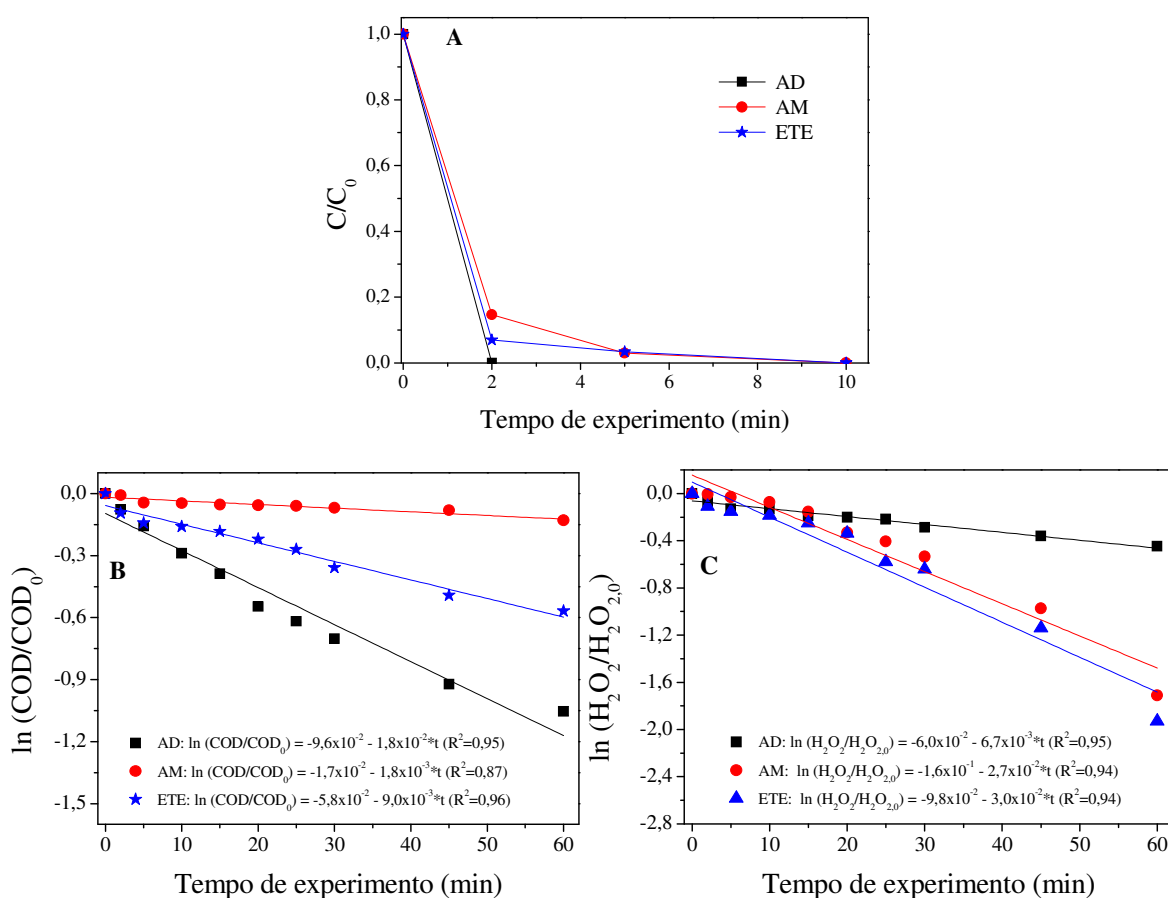 A
AD
AM
ETE
1,0
0,8
0,6
0,4
0,2
0,0
C/C₀
0 2 4 6 8 10
Tempo de experimento (min)
0,0
-0,3
-0,6
-0,9
-1,2
-1,5
ln (COD/COD₀)
B
AD: ln (COD/COD₀) = -9,6x10⁻² - 1,8x10⁻²*t (R²=0,95)
AM: ln (COD/COD₀) = -1,7x10⁻² - 1,8x10⁻³*t (R²=0,87)
ETE: ln (COD/COD₀) = -5,8x10⁻² - 9,0x10⁻³*t (R²=0,96)
0 10 20 30 40 50 60
Tempo de experimento (min)
0,0
-0,4
-0,8
-1,2
-1,6
-2,0
-2,4
-2,8
ln (H₂O₂/H₂O₂,₀)
C
AD: ln (H₂O₂/H₂O₂,₀) = -6,0x10⁻² - 6,7x10⁻³*t (R²=0,95)
AM: ln (H₂O₂/H₂O₂,₀) = -1,6x10⁻¹ - 2,7x10⁻²*t (R²=0,94)
ETE: ln (H₂O₂/H₂O₂,₀) = -9,8x10⁻² - 3,0x10⁻²*t (R²=0,94)
0 10 20 30 40 50 60
Tempo de experimento (min)